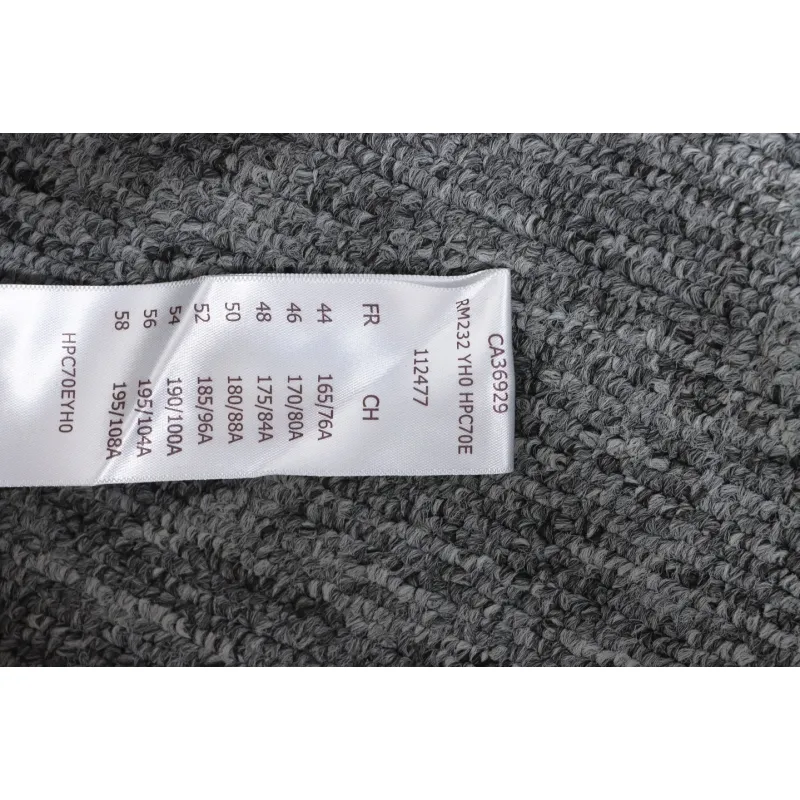 CA36929
RM232 YH0 HPC70E
112477
FR CH
44 165/76A
46 170/80A
48 175/84A
50 180/88A
52 185/96A
54 190/100A
56 195/104A
58 195/108A
HPC70EYH0